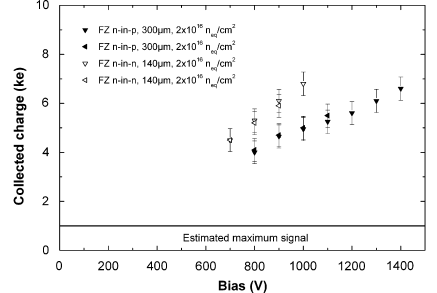 10
8
6
4
2
0
Collected charge (ke)
FZ n-in-p, 300μm, 2x10^16 n_eq/cm^2
FZ n-in-p, 300μm, 2x10^16 n_eq/cm^2
FZ n-in-n, 140μm, 2x10^16 n_eq/cm^2
FZ n-in-n, 140μm, 2x10^16 n_eq/cm^2
Estimated maximum signal
0 200 400 600 800 1000 1200 1400
Bias (V)